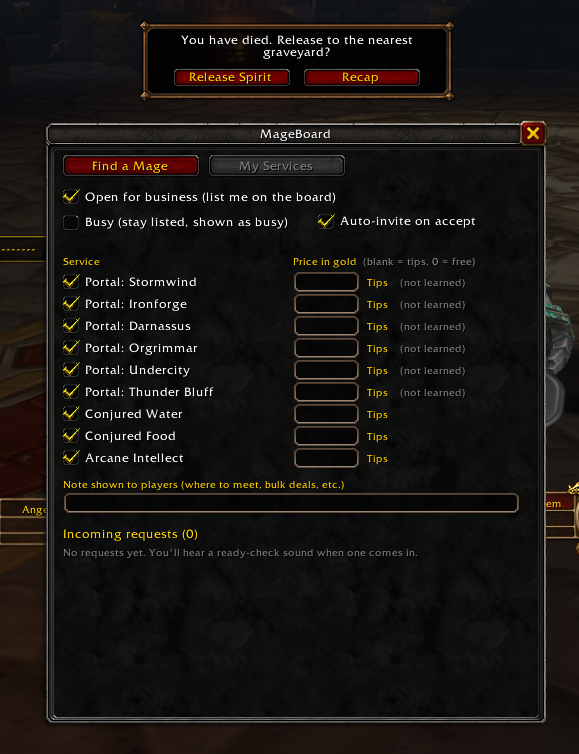 You have died. Release to the nearest
graveyard?
Release Spirit
Recap
MageBoard
Find a Mage
My Services
Open for business (list me on the board)
Busy (stay listed, shown as busy)
Auto-invite on accept
Service
Price in gold (blank = tips, 0 = free)
Portal: Stormwind Tips (not learned)
Portal: Ironforge Tips (not learned)
Portal: Darnassus Tips (not learned)
Portal: Orgrimmar Tips (not learned)
Portal: Undercity Tips (not learned)
Portal: Thunder Bluff Tips (not learned)
Conjured Water Tips
Conjured Food Tips
Arcane Intellect Tips
Note shown to players (where to meet, bulk deals, etc.)
Incoming requests (0)
No requests yet. You'll hear a ready-check sound when one comes in.